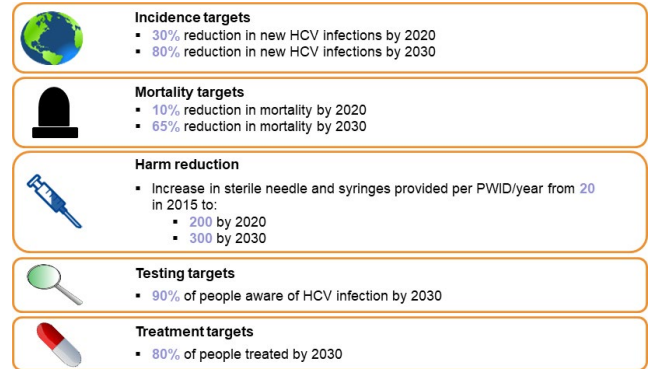 Incidence targets
▪ 30% reduction in new HCV infections by 2020
▪ 80% reduction in new HCV infections by 2030
Mortality targets
▪ 10% reduction in mortality by 2020
▪ 65% reduction in mortality by 2030
Harm reduction
▪ Increase in sterile needle and syringes provided per PWID/year from 20
in 2015 to:
▪ 200 by 2020
▪ 300 by 2030
Testing targets
▪ 90% of people aware of HCV infection by 2030
Treatment targets
▪ 80% of people treated by 2030